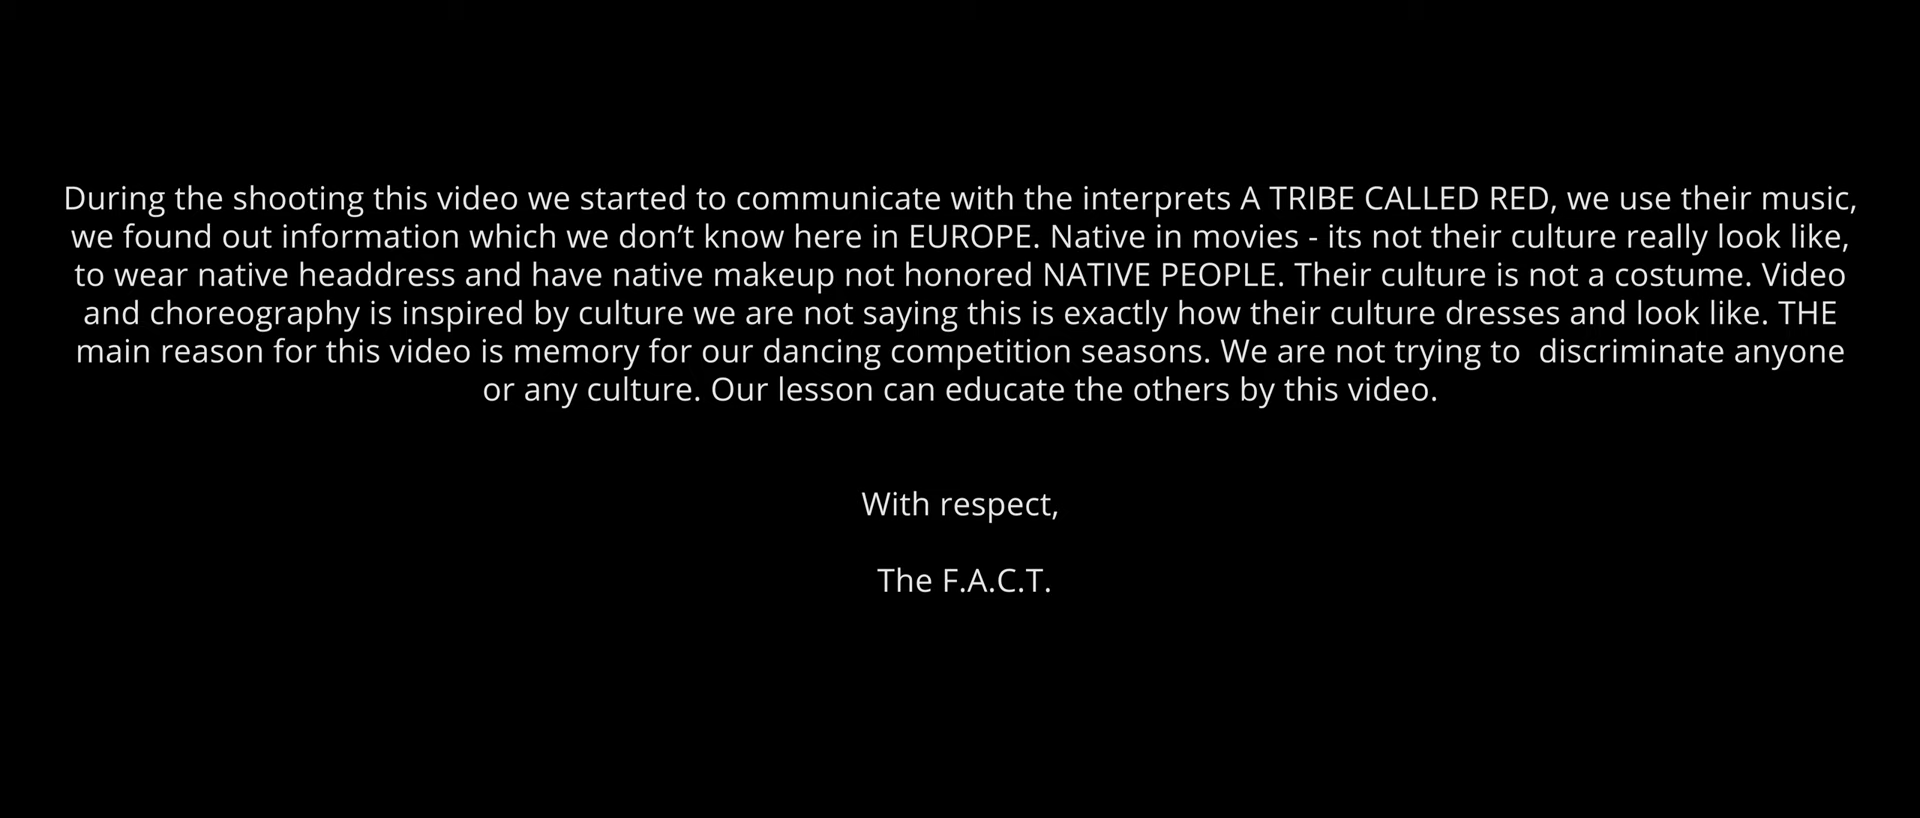 During the shooting this video we started to communicate with the interprets A TRIBE CALLED RED, we use their music,
we found out information which we don’t know here in EUROPE. Native in movies - its not their culture really look like,
to wear native headdress and have native makeup not honored NATIVE PEOPLE. Their culture is not a costume. Video
and choreography is inspired by culture we are not saying this is exactly how their culture dresses and look like. THE
main reason for this video is memory for our dancing competition seasons. We are not trying to  discriminate anyone
or any culture. Our lesson can educate the others by this video.
With respect,
The F.A.C.T.